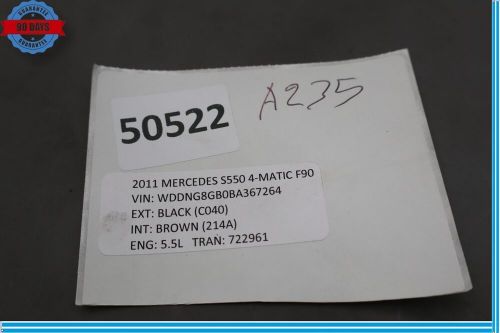 GUARANTEE
90 DAYS
GUARANTEE
A235
50522
2011 MERCEDES S550 4-MATIC F90
VIN: WDDNG8GB0BA367264
EXT: BLACK (C040)
INT: BROWN (214A)
ENG: 5.5L TRAN: 722961